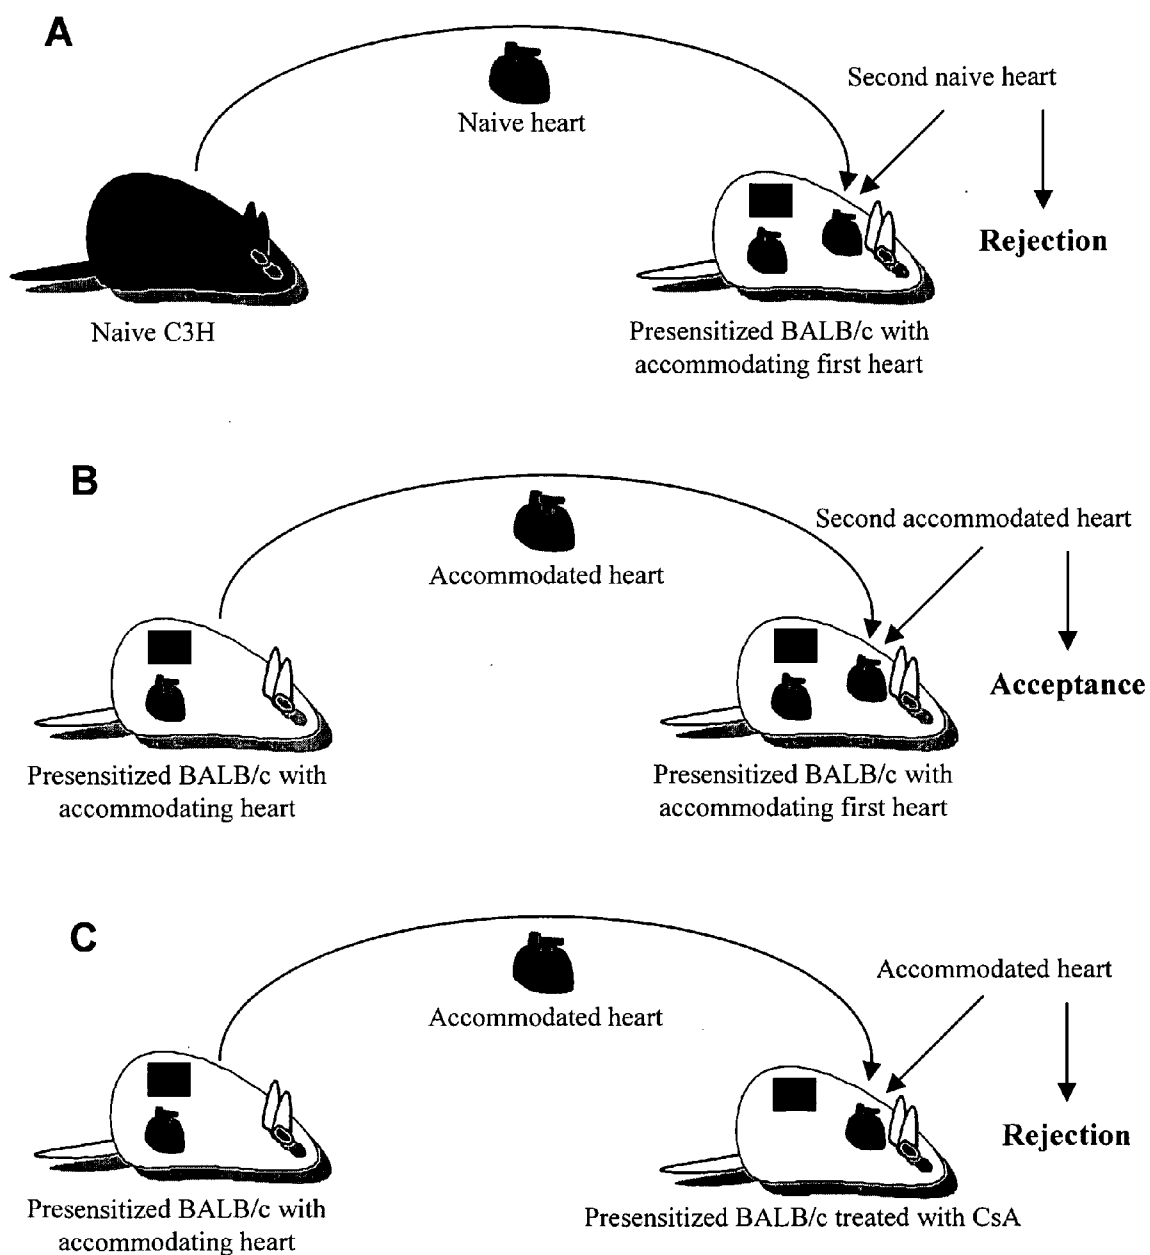 A
Naive heart
Second naive heart
Rejection
Naive C3H
Presensitized BALB/c with
accommodating first heart
B
Accommodated heart
Second accommodated heart
Acceptance
Presensitized BALB/c with
accommodating heart
Presensitized BALB/c with
accommodating first heart
C
Accommodated heart
Accommodated heart
Rejection
Presensitized BALB/c with
accommodating heart
Presensitized BALB/c treated with CsA